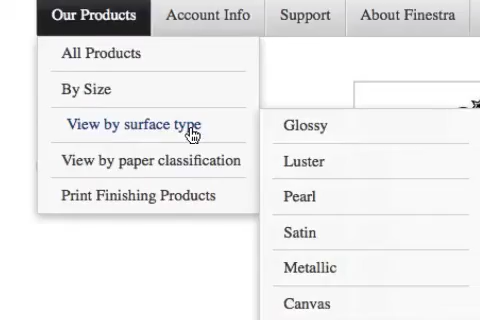 Our Products Account Info Support About Finestra
All Products
By Size
View by surface type
View by paper classification
Print Finishing Products
Glossy
Luster
Pearl
Satin
Metallic
Canvas